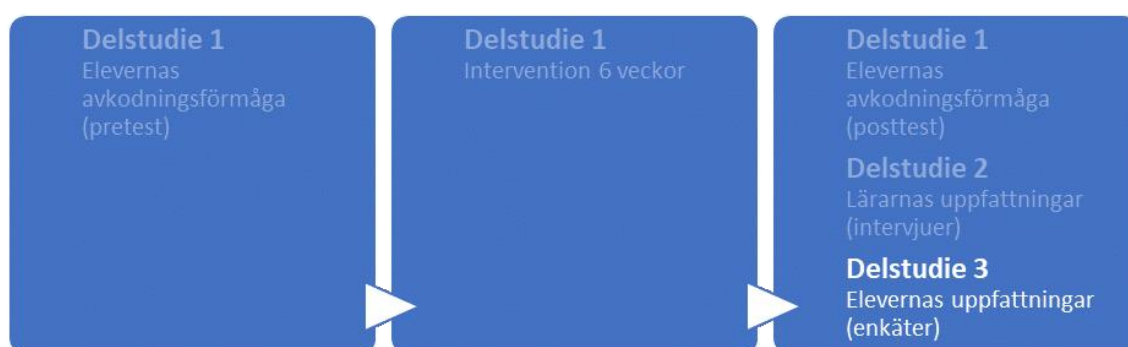 Delstudie 1
Elevernas
avkodningsförmåga
(pretest)
Delstudie 1
Intervention 6 veckor
Delstudie 1
Elevernas
avkodningsförmåga
(posttest)
Delstudie 2
Lärarnas uppfattningar
(intervjuer)
Delstudie 3
Elevernas uppfattningar
(enkäter)